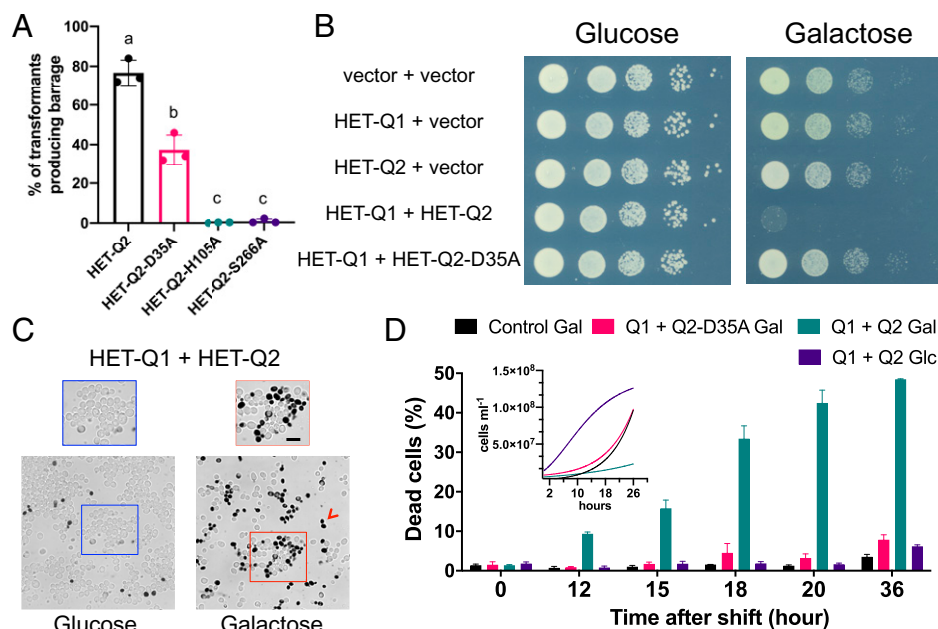 A
% of transformants
producing barrage
100
80
60
40
20
0
a
b
c
c
HET-Q2
HET-Q2-D35A
HET-Q2-H105A
HET-Q2-S266A
B
Glucose
Galactose
vector + vector
HET-Q1 + vector
HET-Q2 + vector
HET-Q1 + HET-Q2
HET-Q1 + HET-Q2-D35A
C
HET-Q1 + HET-Q2
Glucose
Galactose
D
Control Gal
Q1 + Q2-D35A Gal
Q1 + Q2 Gal
Q1 + Q2 Glc
Dead cells (%)
50
40
30
20
10
0
cells ml-1
1.5×10⁸
1.0×10⁸
5.0×10⁷
2 10 18 26
hours
0 12 15 18 20 36
Time after shift (hour)